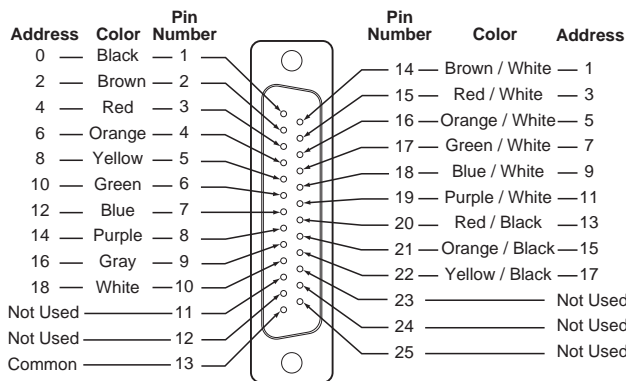 Address Color Pin Number
0 Black 1
2 Brown 2
4 Red 3
6 Orange 4
8 Yellow 5
10 Green 6
12 Blue 7
14 Purple 8
16 Gray 9
18 White 10
Not Used 11
Not Used 12
Common 13
Pin Number Color Address
14 Brown / White 1
15 Red / White 3
16 Orange / White 5
17 Green / White 7
18 Blue / White 9
19 Purple / White 11
20 Red / Black 13
21 Orange / Black 15
22 Yellow / Black 17
23 Not Used
24 Not Used
25 Not Used